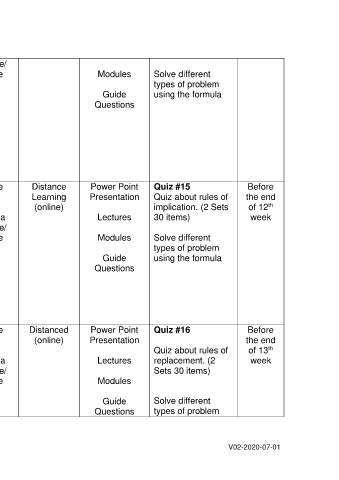 e/
e
Modules
Guide
Questions
Solve different
types of problem
using the formula
e
a
e/
e
Distance
Learning
(online)
Power Point
Presentation
Lectures
Modules
Guide
Questions
Quiz #15
Quiz about rules of
implication. (2 Sets
30 items)
Solve different
types of problem
using the formula
Before
the end
of 12th
week
e
a
e/
e
Distanced
(online)
Power Point
Presentation
Lectures
Modules
Guide
Questions
Quiz #16
Quiz about rules of
replacement. (2
Sets 30 items)
Solve different
types of problem
Before
the end
of 13th
week
V02-2020-07-01